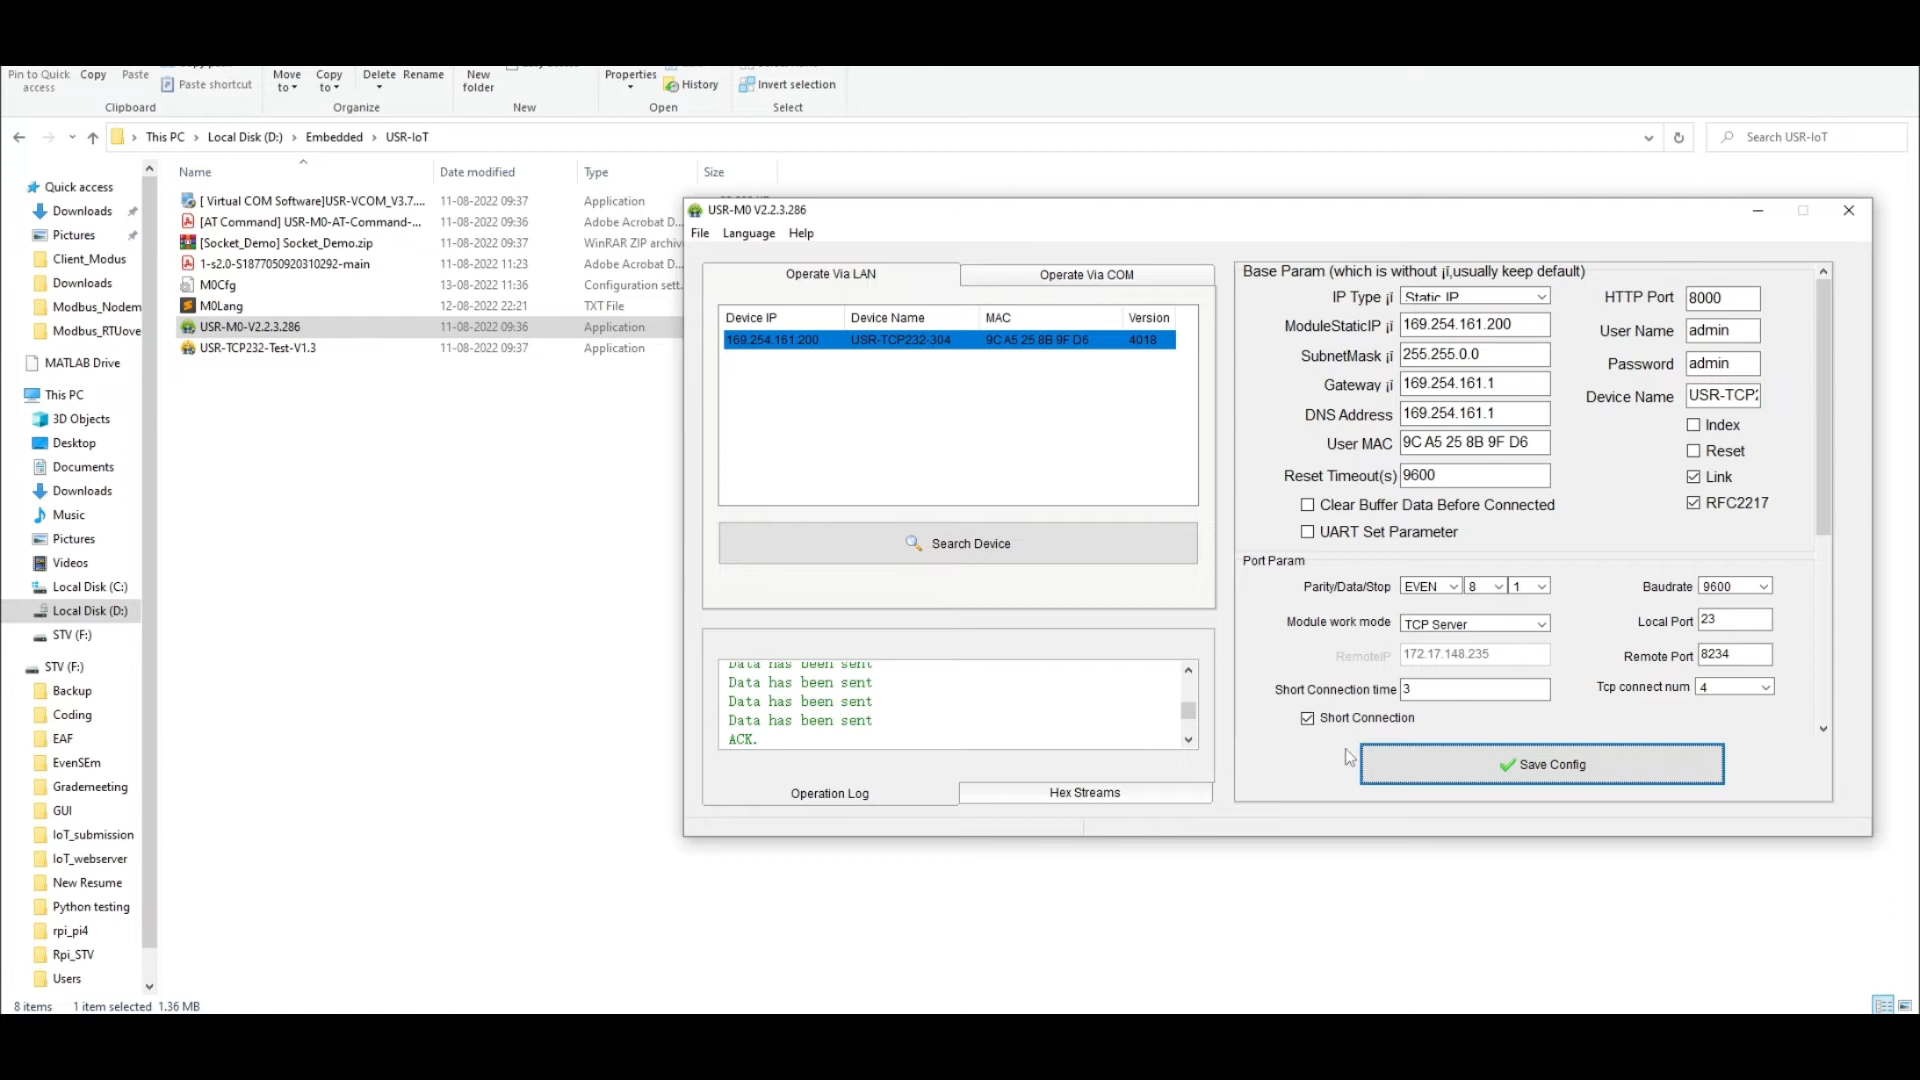 Pin to Quick access
Copy
Paste
Paste shortcut
Clipboard
Move to
Copy to
Delete
Rename
Organize
New folder
New
Properties
History
Open
Invert selection
Select
This PC > Local Disk (D:) > Embedded > USR-IoT
Search USR-IoT
Name Date modified Type Size
[ Virtual COM Software]USR-VCOM_V3.7.... 11-08-2022 09:37 Application
[AT Command] USR-M0-AT-Command-... 11-08-2022 09:36 Adobe Acrobat D...
[Socket_Demo] Socket_Demo.zip 11-08-2022 09:37 WinRAR ZIP archiv
1-s2.0-S1877050920310292-main 11-08-2022 11:23 Adobe Acrobat D...
M0Cfg 13-08-2022 11:36 Configuration sett...
M0Lang 12-08-2022 22:21 TXT File
USR-M0-V2.2.3.286 11-08-2022 09:36 Application
USR-TCP232-Test-V1.3 11-08-2022 09:37 Application
Quick access
Downloads
Pictures
Client_Modus
Downloads
Modbus_Nodem
Modbus_RTUove
MATLAB Drive
This PC
3D Objects
Desktop
Documents
Downloads
Music
Pictures
Videos
Local Disk (C:)
Local Disk (D:)
STV (F:)
STV (F:)
Backup
Coding
EAF
EvenSEm
Grademeeting
GUI
IoT_submission
IoT_webserver
New Resume
Python testing
rpi_pi4
Rpi_STV
Users
8 items 1 item selected 1.36 MB
USR-M0 V2.2.3.286
File Language Help
Operate Via LAN
Operate Via COM
Device IP Device Name MAC Version
169.254.161.200 USR-TCP232-304 9C A5 25 8B 9F D6 4018
Search Device
Data has been sent
Data has been sent
Data has been sent
Data has been sent
ACK.
Operation Log
Hex Streams
Base Param (which is without ¡ï,usually keep default)
IP Type ¡ï Static IP
HTTP Port 8000
ModuleStaticIP ¡ï 169.254.161.200
User Name admin
SubnetMask ¡ï 255.255.0.0
Password admin
Gateway ¡ï 169.254.161.1
Device Name USR-TCP2
DNS Address 169.254.161.1
Index
User MAC 9C A5 25 8B 9F D6
Reset
Reset Timeout(s) 9600
Link
Clear Buffer Data Before Connected
RFC2217
UART Set Parameter
Port Param
Parity/Data/Stop EVEN 8 1
Baudrate 9600
Module work mode TCP Server
Local Port 23
RemoteIP 172.17.148.235
Remote Port 8234
Short Connection time 3
Tcp connect num 4
Short Connection
Save Config